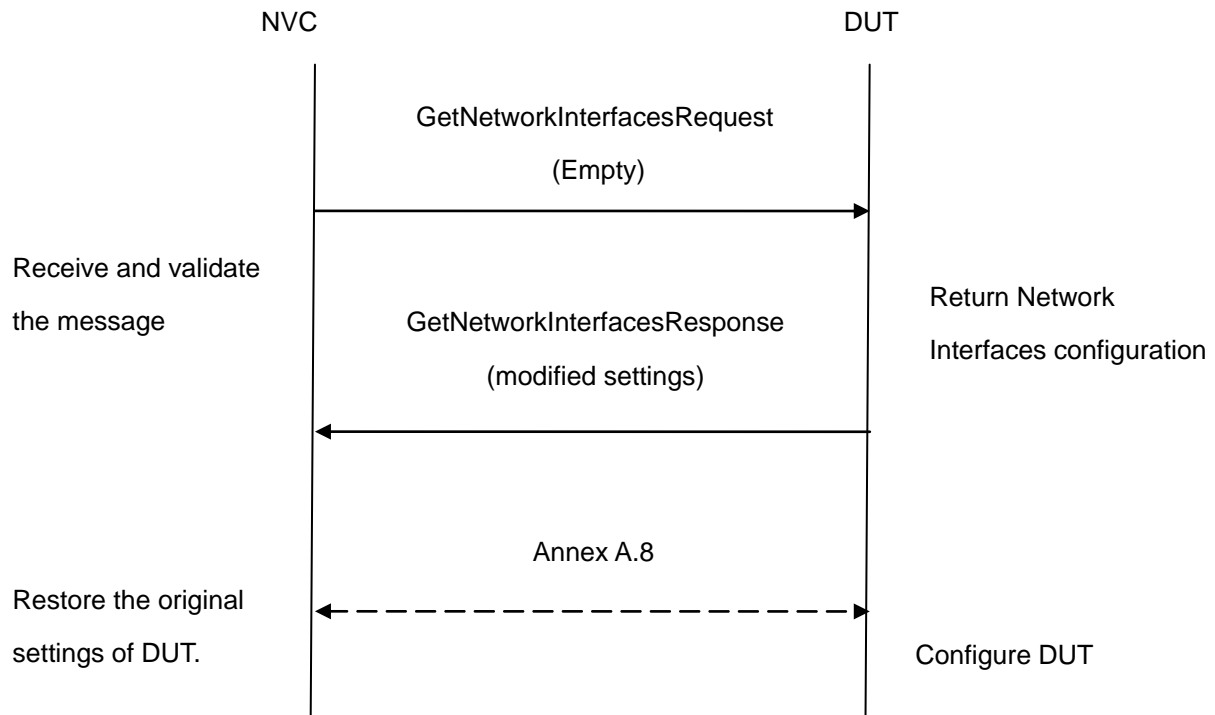 NVC
DUT
GetNetworkInterfacesRequest
(Empty)
Receive and validate
the message
Return Network
Interfaces configuration
GetNetworkInterfacesResponse
(modified settings)
Annex A.8
Restore the original
settings of DUT.
Configure DUT